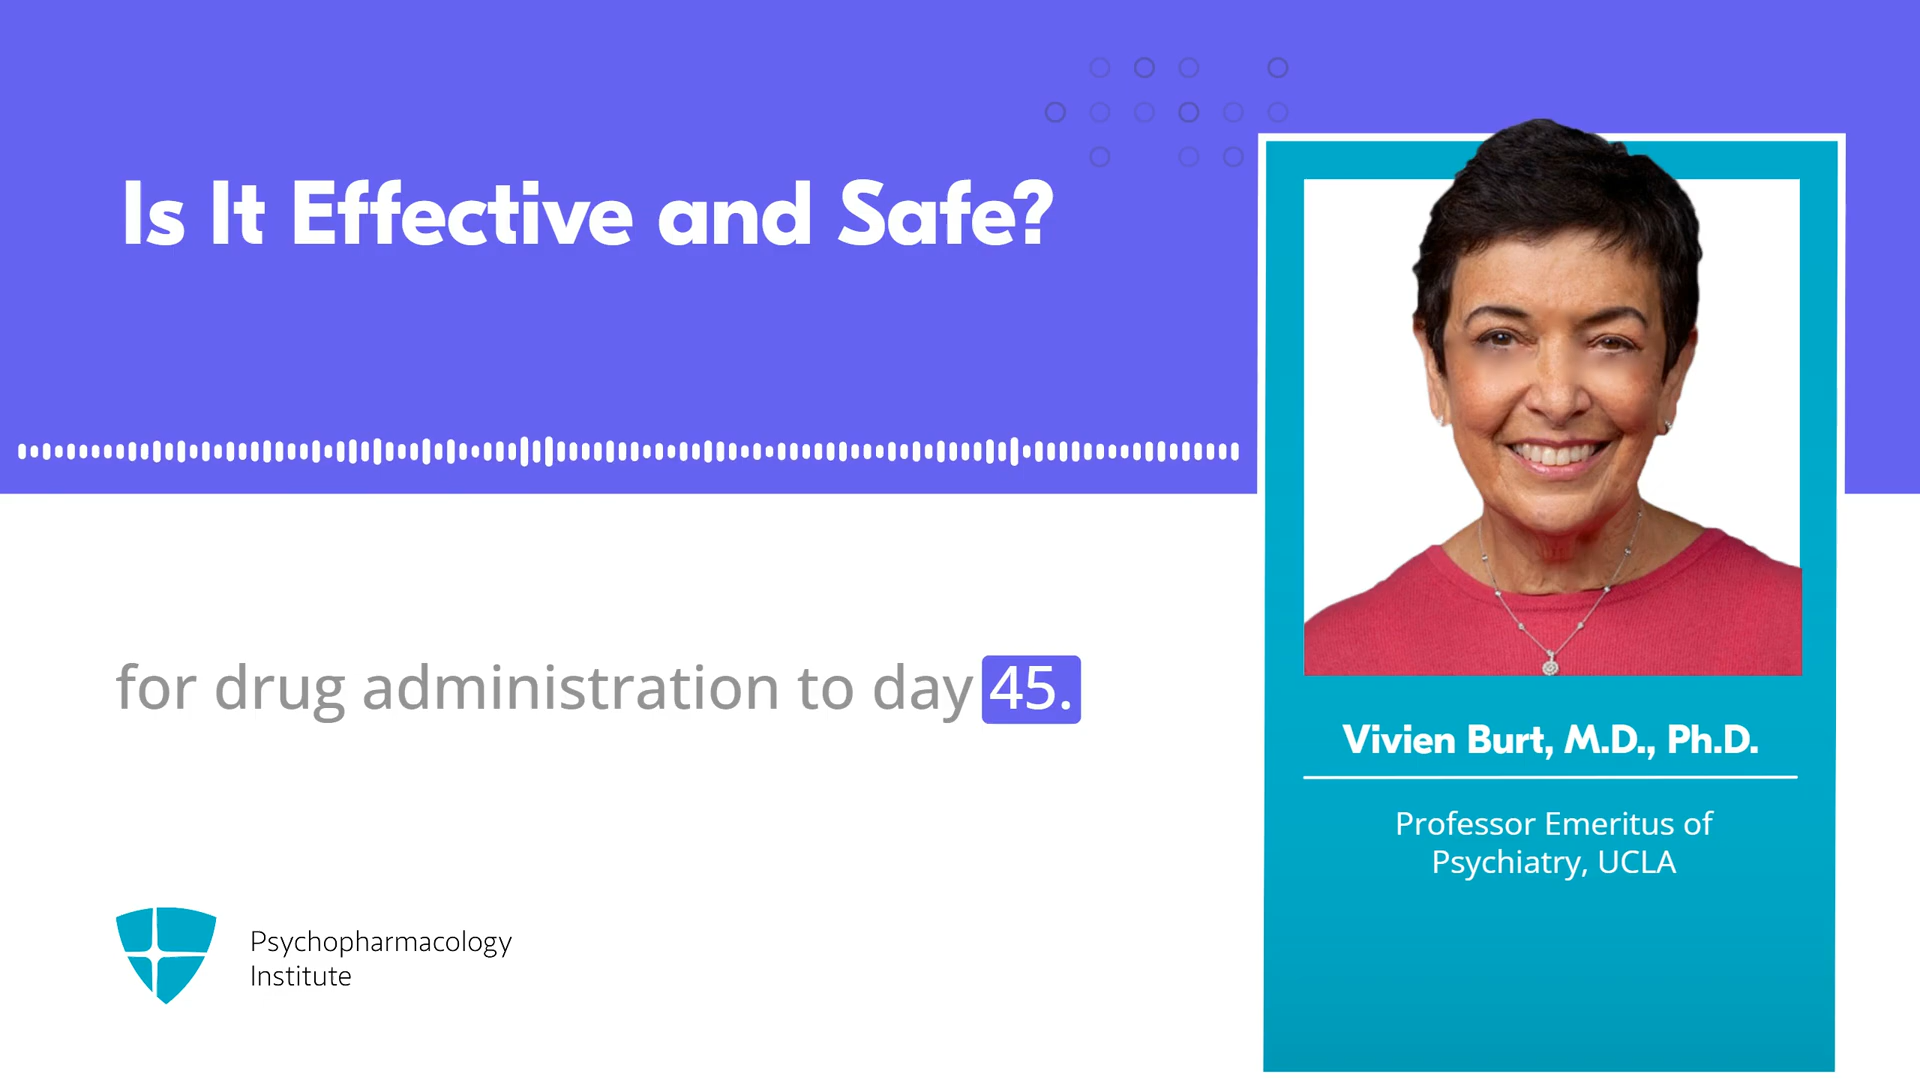 Is It Effective and Safe?
for drug administration to day 45.
Vivien Burt, M.D., Ph.D.
Professor Emeritus of
Psychiatry, UCLA
Psychopharmacology
Institute